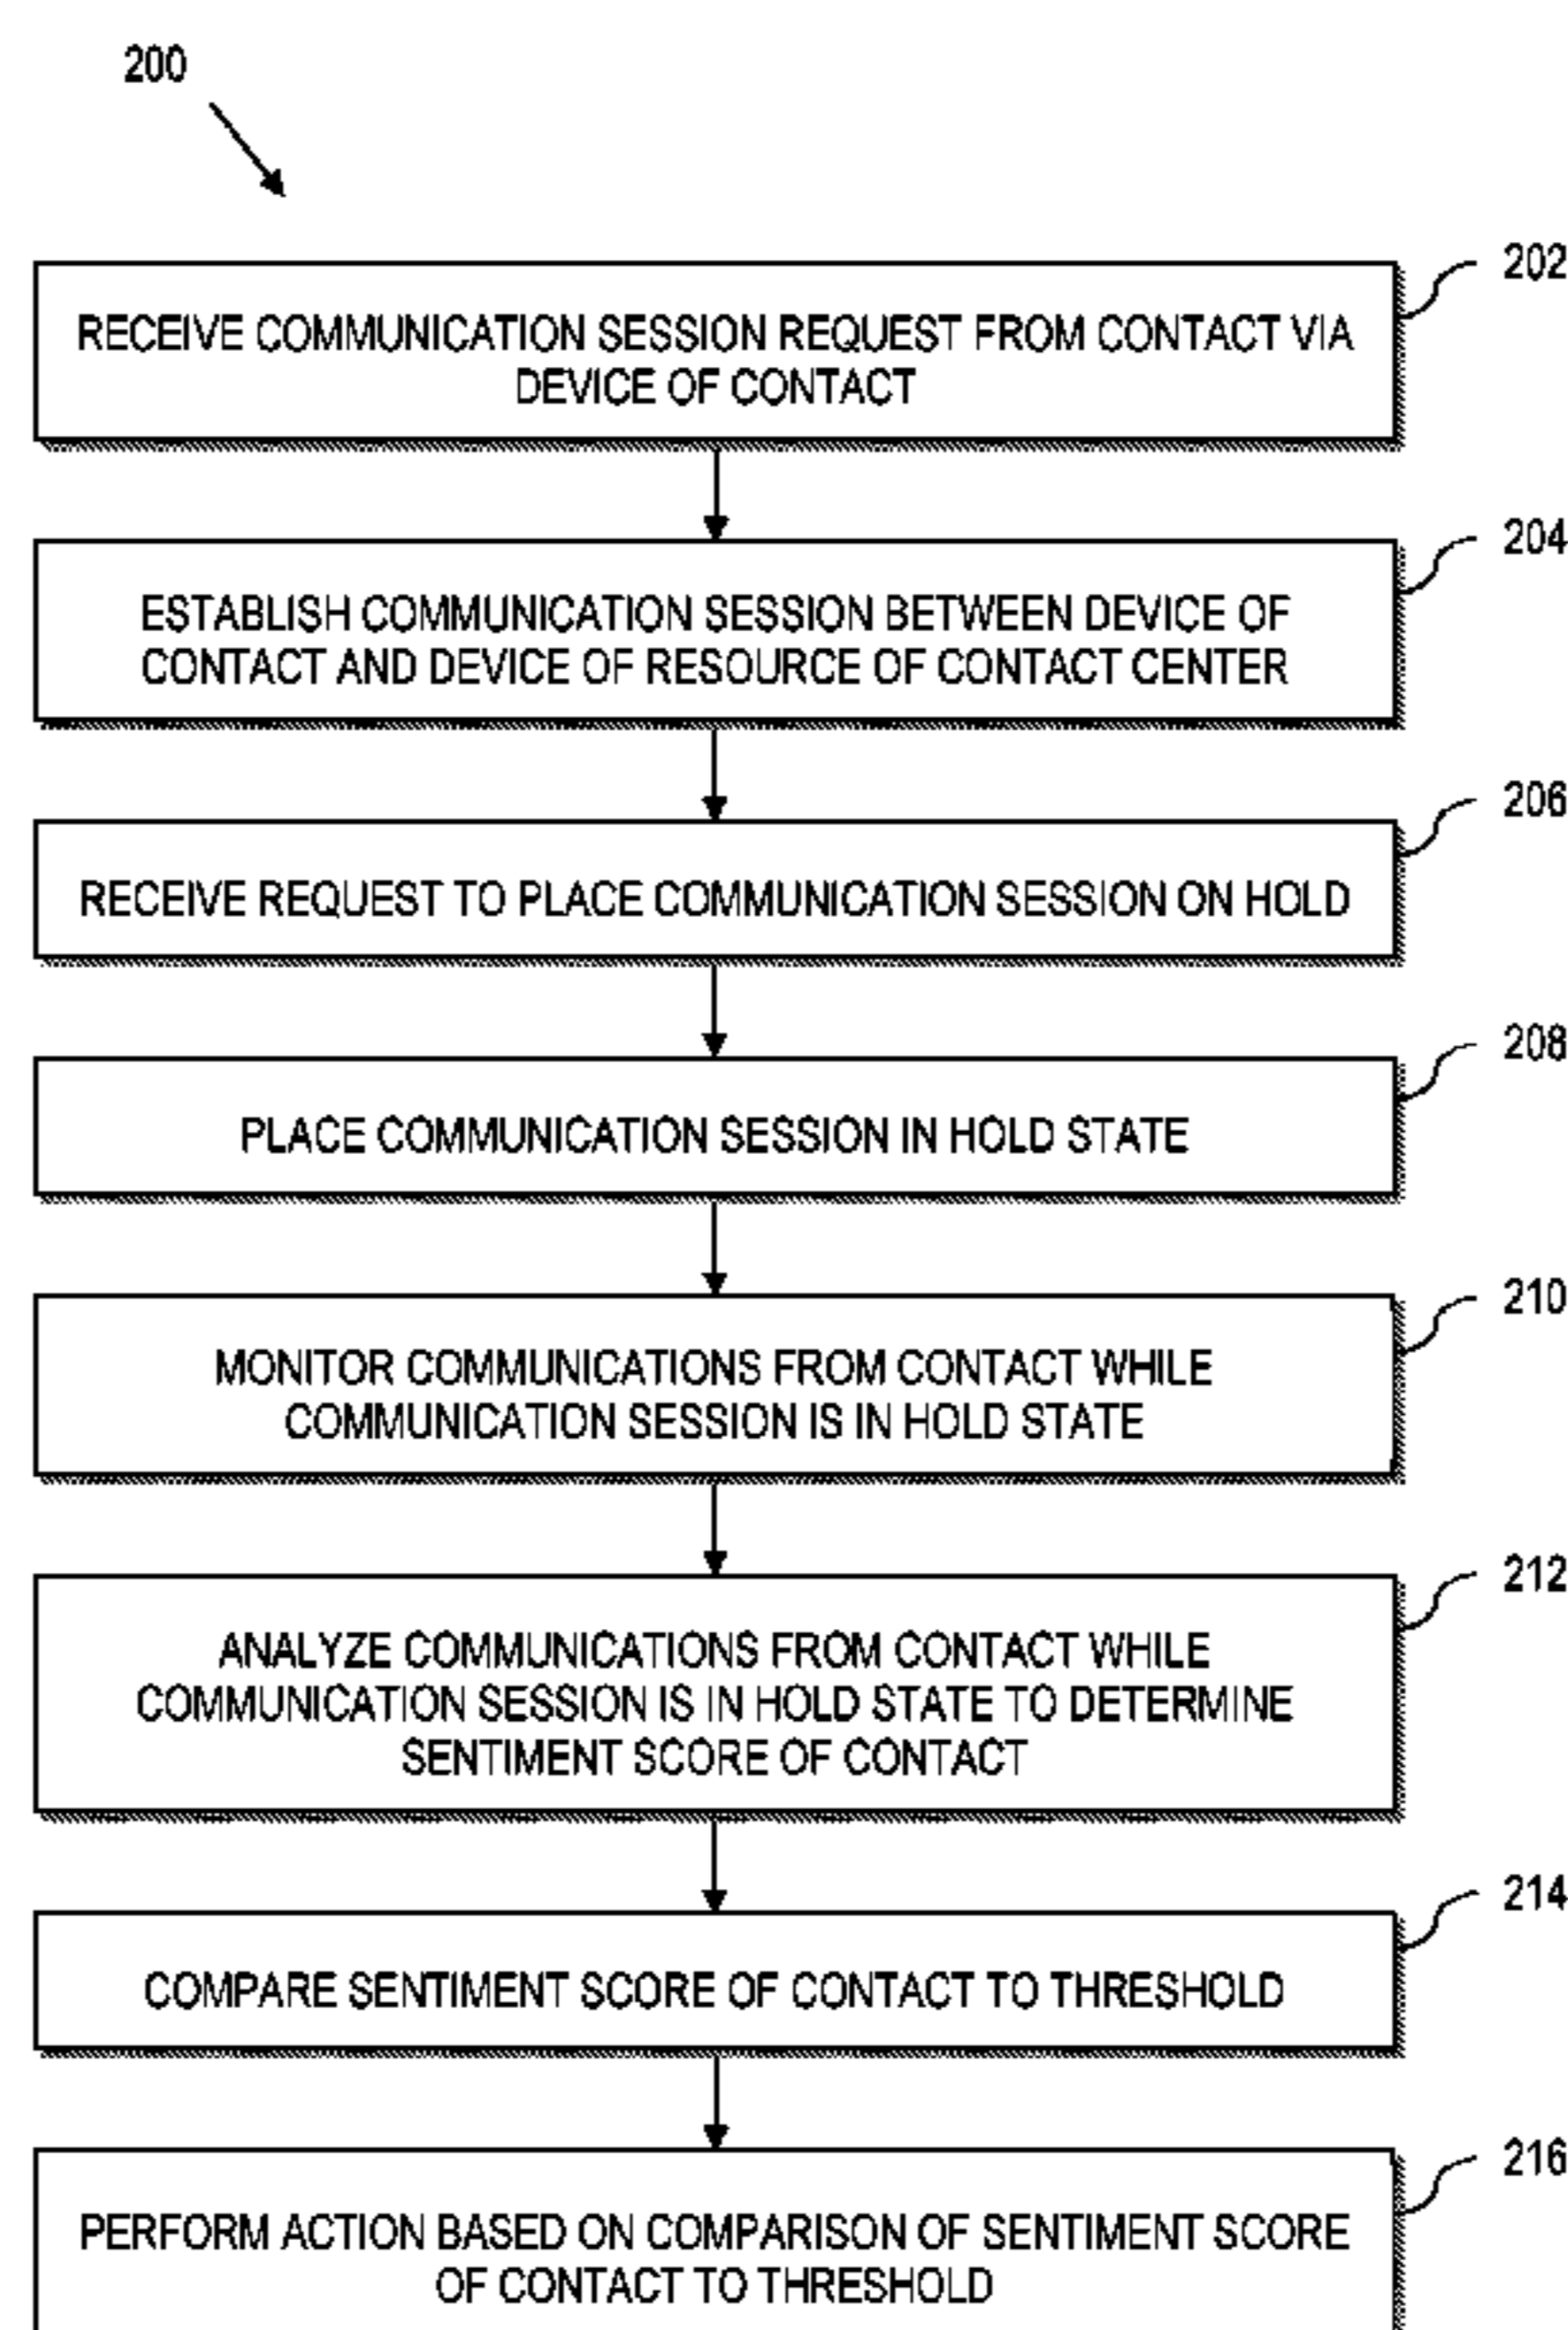 200
202
RECEIVE COMMUNICATION SESSION REQUEST FROM CONTACT VIA
DEVICE OF CONTACT
204
ESTABLISH COMMUNICATION SESSION BETWEEN DEVICE OF
CONTACT AND DEVICE OF RESOURCE OF CONTACT CENTER
206
RECEIVE REQUEST TO PLACE COMMUNICATION SESSION ON HOLD
208
PLACE COMMUNICATION SESSION IN HOLD STATE
210
MONITOR COMMUNICATIONS FROM CONTACT WHILE
COMMUNICATION SESSION IS IN HOLD STATE
212
ANALYZE COMMUNICATIONS FROM CONTACT WHILE
COMMUNICATION SESSION IS IN HOLD STATE TO DETERMINE
SENTIMENT SCORE OF CONTACT
214
COMPARE SENTIMENT SCORE OF CONTACT TO THRESHOLD
216
PERFORM ACTION BASED ON COMPARISON OF SENTIMENT SCORE
OF CONTACT TO THRESHOLD